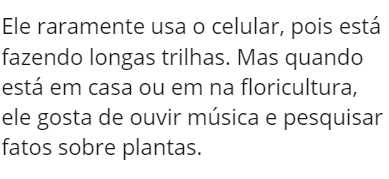 Ele raramente usa o celular, pois está
fazendo longas trilhas. Mas quando
está em casa ou em na floricultura,
ele gosta de ouvir música e pesquisar
fatos sobre plantas.